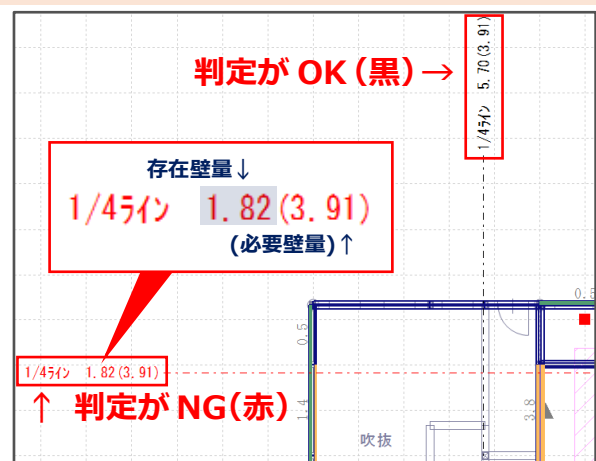 判定が OK（黒）→
1/4ﾗｲﾝ 5.70(3.91)
存在壁量↓
1/4ﾗｲﾝ 1.82(3.91)
(必要壁量)↑
0.5
0.5
1/4ﾗｲﾝ 1.82(3.91)
↑ 判定が NG（赤）
1.4
3.8
吹抜